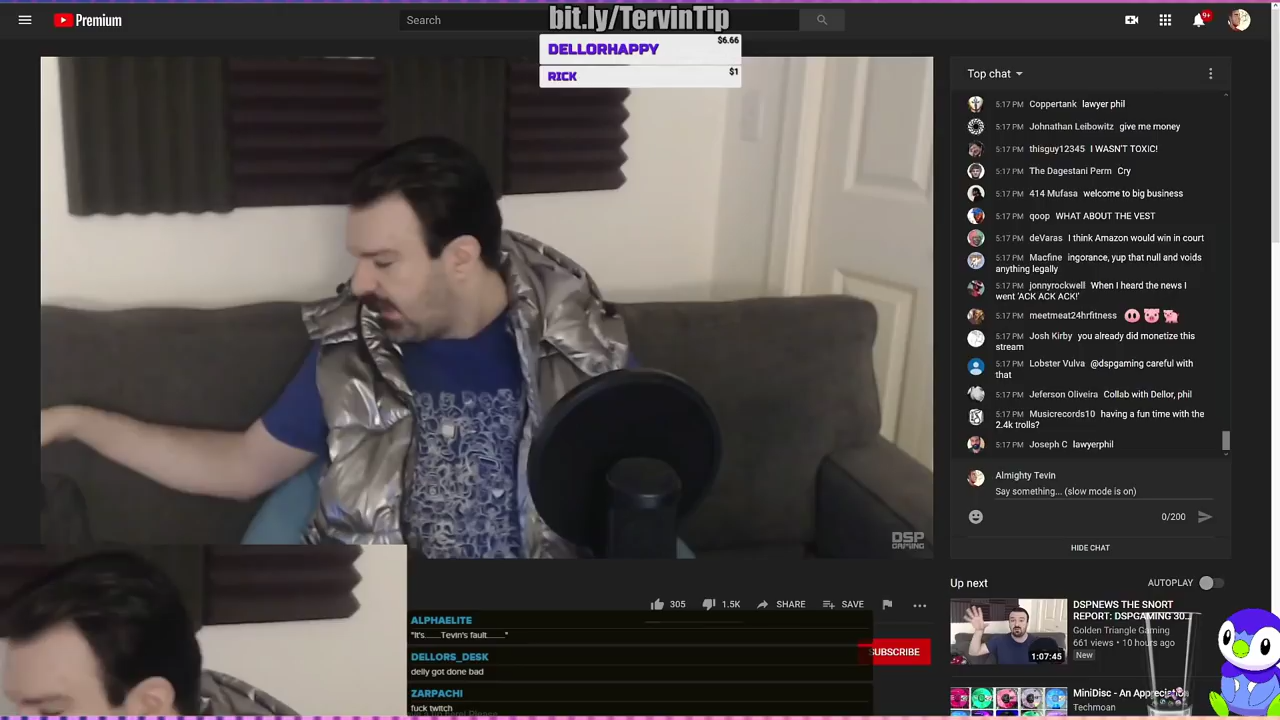 Premium
Search
bit.ly/TervinTip
9+
DELLORHAPPY
$6.66
RICK
$1
Top chat
5:17 PM Coppertank lawyer phil
5:17 PM Johnathan Leibowitz give me money
5:17 PM thisguy12345 I WASN'T TOXIC!
5:17 PM The Dagestani Perm Cry
5:17 PM 414 Mufasa welcome to big business
5:17 PM qoop WHAT ABOUT THE VEST
5:17 PM deVaras I think Amazon would win in court
5:17 PM Macfine ingorance, yup that null and voids
anything legally
5:17 PM jonnyrockwell When I heard the news I
went 'ACK ACK ACK!'
5:17 PM meetmeat24hrfitness
5:17 PM Josh Kirby you already did monetize this
stream
5:17 PM Lobster Vulva @dspgaming careful with
that
5:17 PM Jeferson Oliveira Collab with Dellor, phil
5:17 PM Musicrecords10 having a fun time with the
2.4k trolls?
5:17 PM Joseph C lawyerphil
Almighty Tevin
Say something... (slow mode is on)
0/200
HIDE CHAT
DSP
GAMING
305
1.5K
SHARE
SAVE
SUBSCRIBE
ALPHAELITE
"It's........Tevin's fault........"
DELLORS_DESK
delly got done bad
ZARPACHI
fuck twitch
Up next
AUTOPLAY
DSPNEWS THE SNORT
REPORT: DSPGAMING 30...
Golden Triangle Gaming
661 views • 10 hours ago
New
1:07:45
MiniDisc - An Appreciation
Techmoan